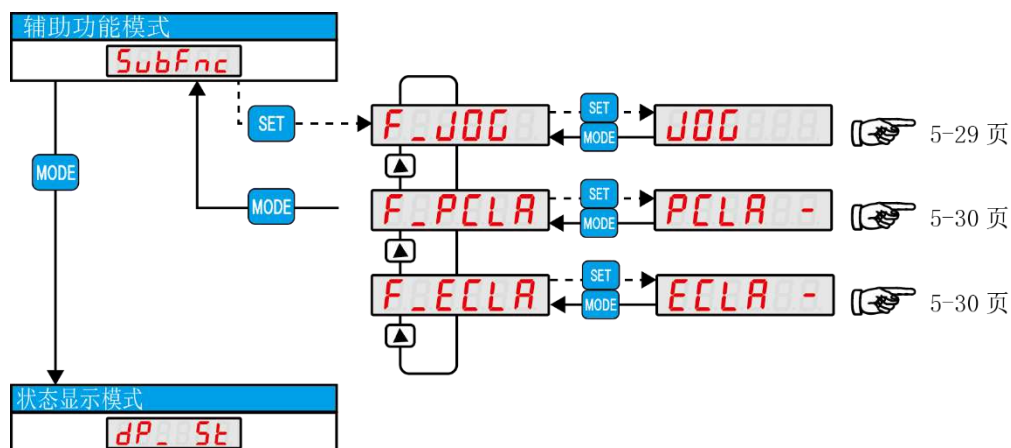 辅助功能模式
SubFnc
SET
F_JOG
SET
MODE
JOG
5-29 页
MODE
MODE
F_PCLA
SET
MODE
PCLA -
5-30 页
F_ECLA
SET
MODE
ECLA -
5-30 页
状态显示模式
dP_ St